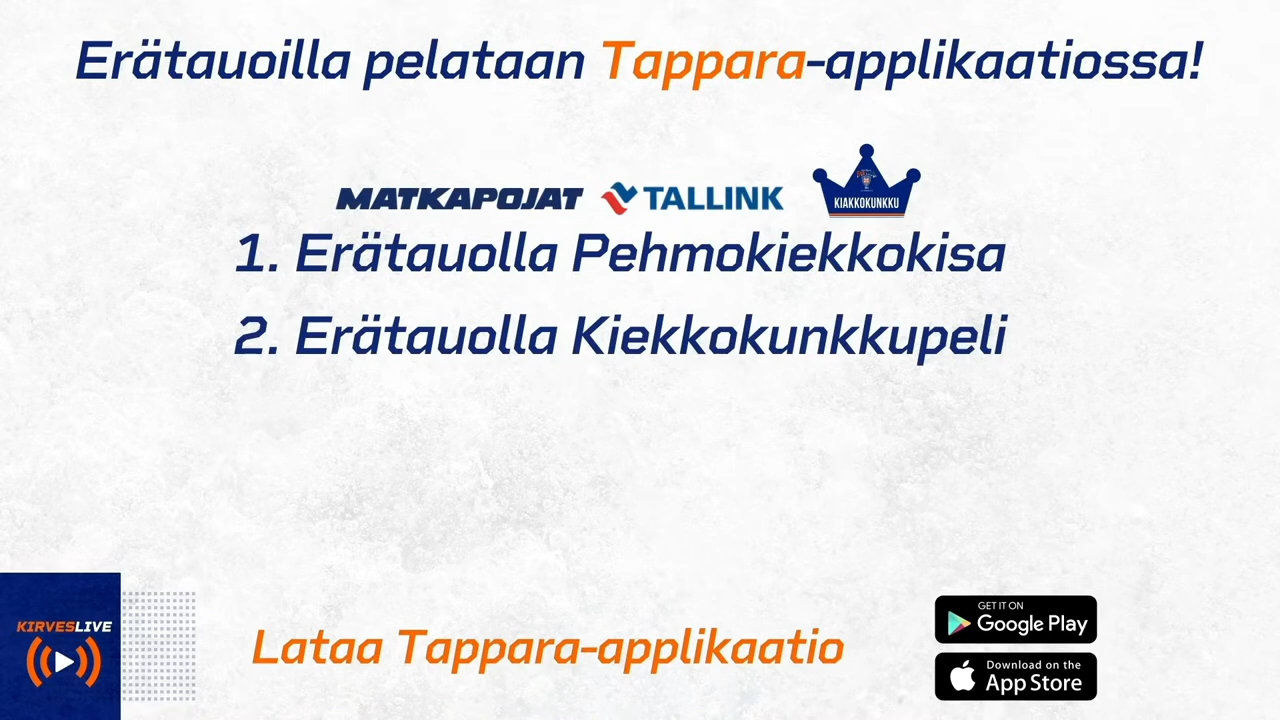 Erätauoilla pelataan Tappara-applikaatiossa!
MATKAPOJAT TALLINK KIAKKOKUNKKU
1. Erätauolla Pehmokiekkokisa
2. Erätauolla Kiekkokunkkupeli
KIRVESLIVE
Lataa Tappara-applikaatio
GET IT ON
Google Play
Download on the
App Store